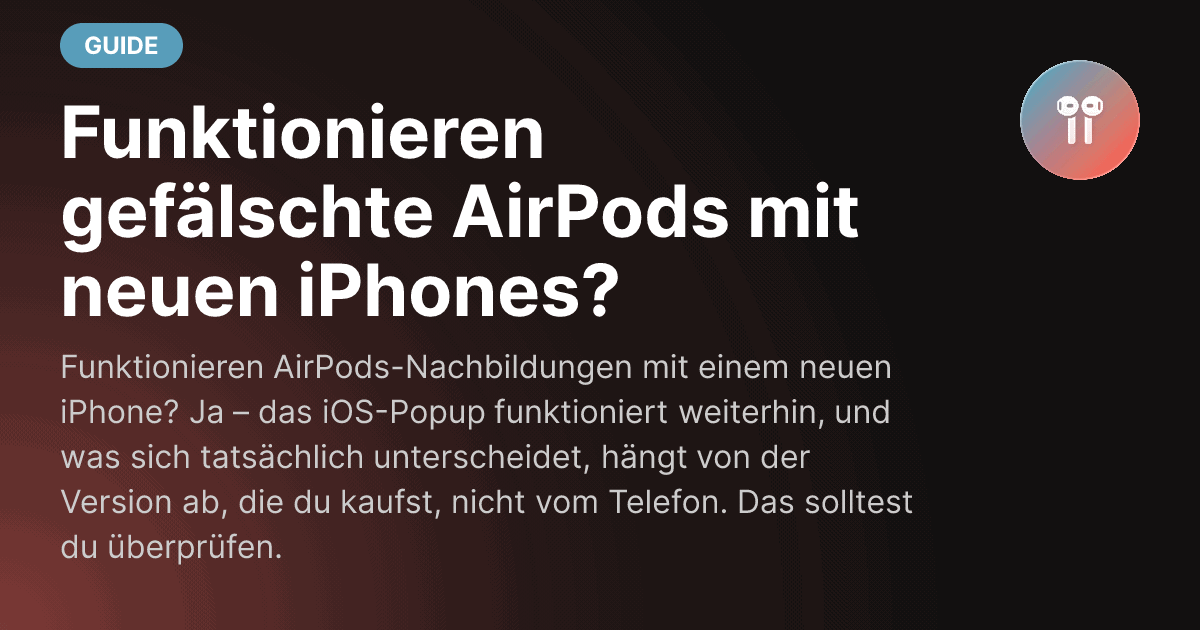 GUIDE
Funktionieren
gefälschte AirPods mit
neuen iPhones?
Funktionieren AirPods-Nachbildungen mit einem neuen
iPhone? Ja – das iOS-Popup funktioniert weiterhin, und
was sich tatsächlich unterscheidet, hängt von der
Version ab, die du kaufst, nicht vom Telefon. Das solltest
du überprüfen.